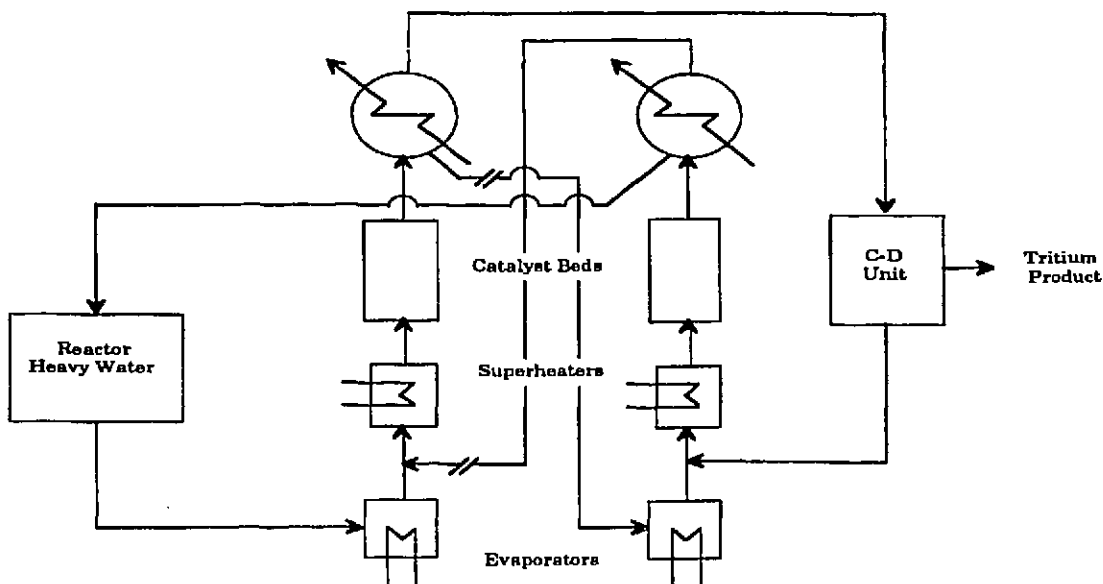 Catalyst Beds
C-D
Unit
Tritium
Product
Reactor
Heavy Water
Superheaters
Evaporators